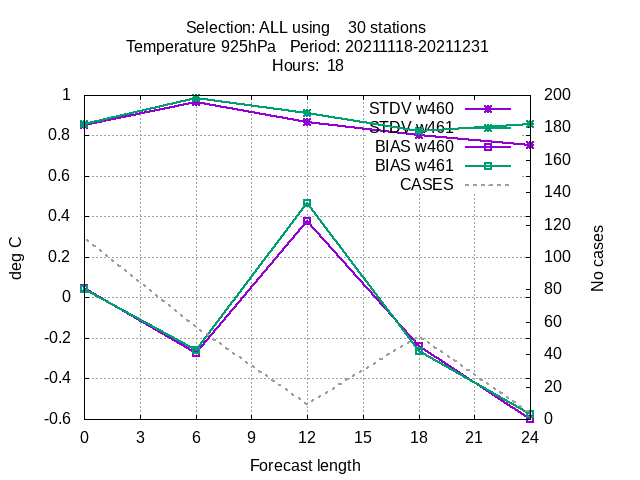 Selection: ALL using 30 stations
Temperature 925hPa Period: 20211118-20211231
Hours: 18
STDV w460
STDV w461
BIAS w460
BIAS w461
CASES
1
0.8
0.6
0.4
0.2
0
-0.2
-0.4
-0.6
deg C
200
180
160
140
120
100
80
60
40
20
0
No cases
0 3 6 9 12 15 18 21 24
Forecast length